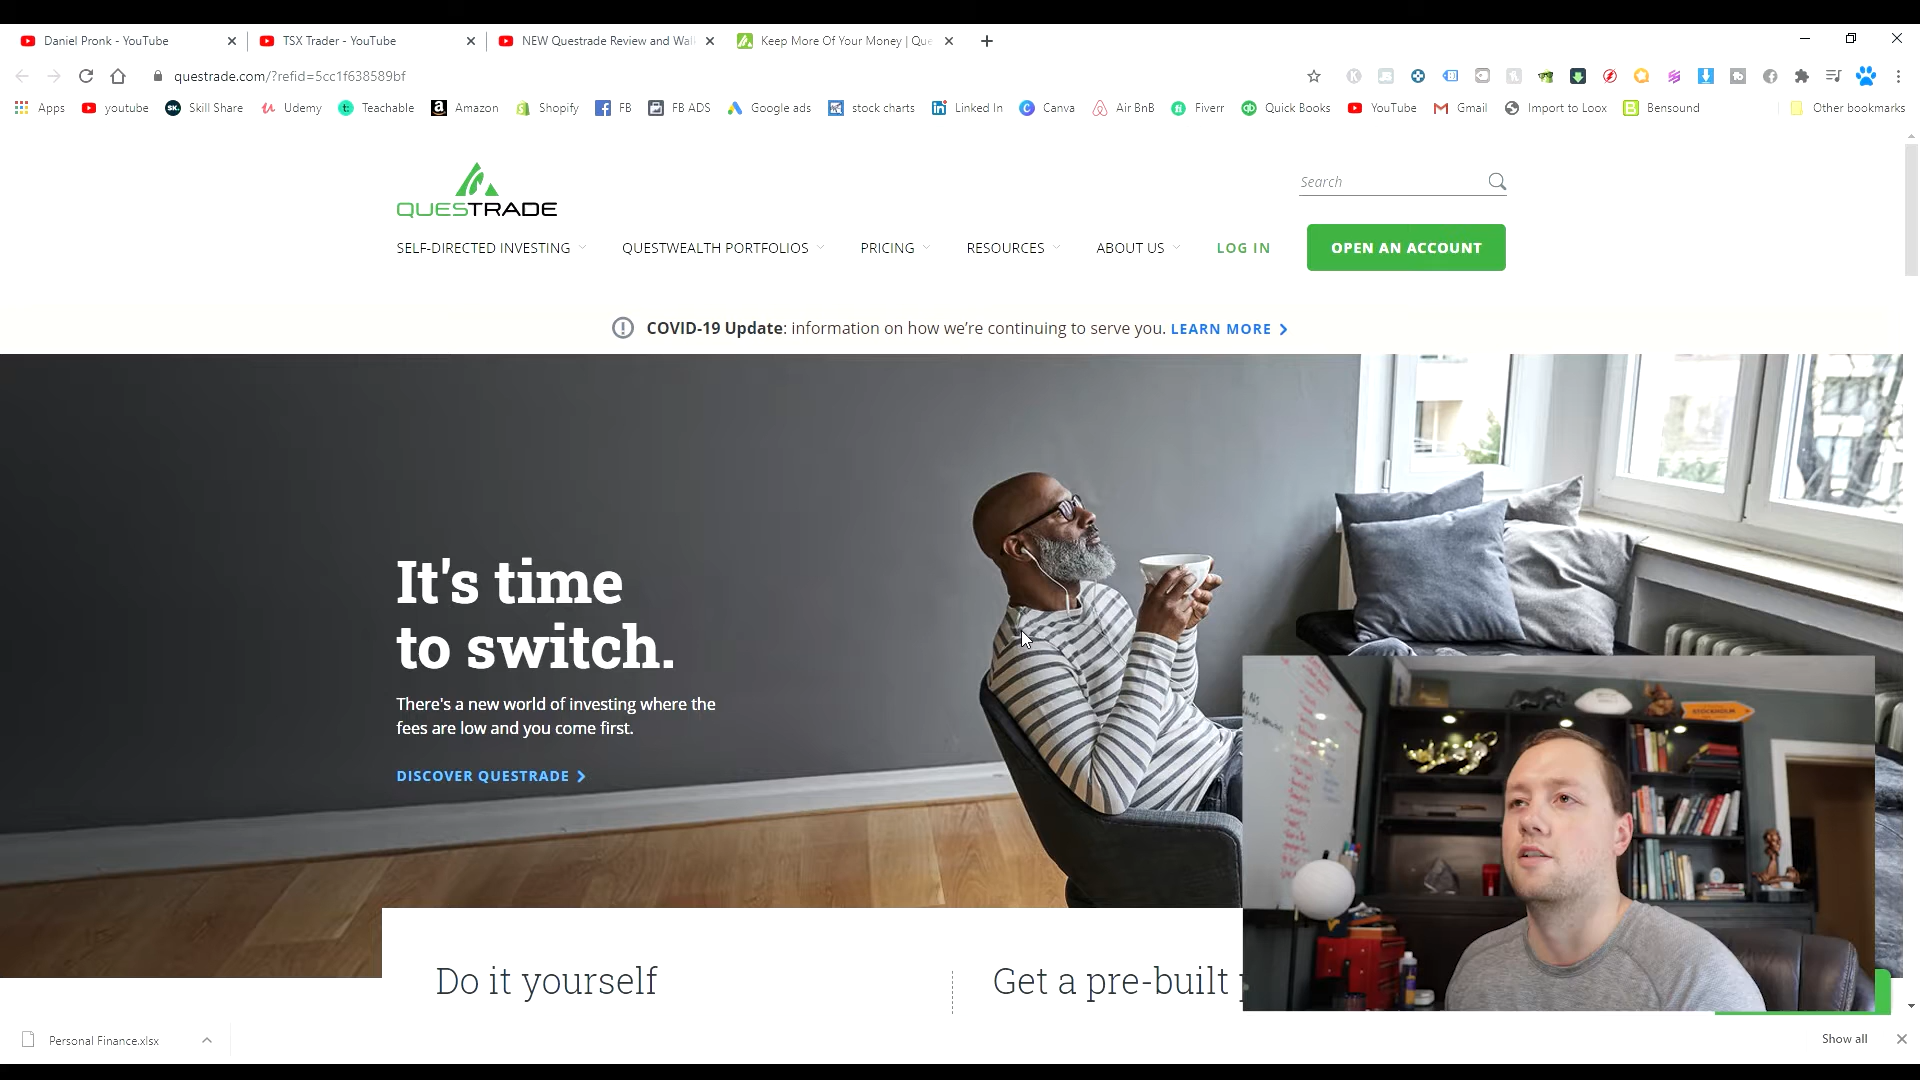 Daniel Pronk - YouTube
TSX Trader - YouTube
NEW Questrade Review and Wal
Keep More Of Your Money | Que
questrade.com/?refid=5cc1f638589bf
Apps
youtube
Skill Share
Udemy
Teachable
Amazon
Shopify
FB
FB ADS
Google ads
stock charts
Linked In
Canva
Air BnB
Fiverr
Quick Books
YouTube
Gmail
Import to Loox
Bensound
Other bookmarks
QUESTRADE
Search
SELF-DIRECTED INVESTING
QUESTWEALTH PORTFOLIOS
PRICING
RESOURCES
ABOUT US
LOG IN
OPEN AN ACCOUNT
COVID-19 Update: information on how we're continuing to serve you. LEARN MORE
It's time
to switch.
There's a new world of investing where the
fees are low and you come first.
DISCOVER QUESTRADE
STOCKHOLM
Do it yourself
Get a pre-built
Personal Finance.xlsx
Show all